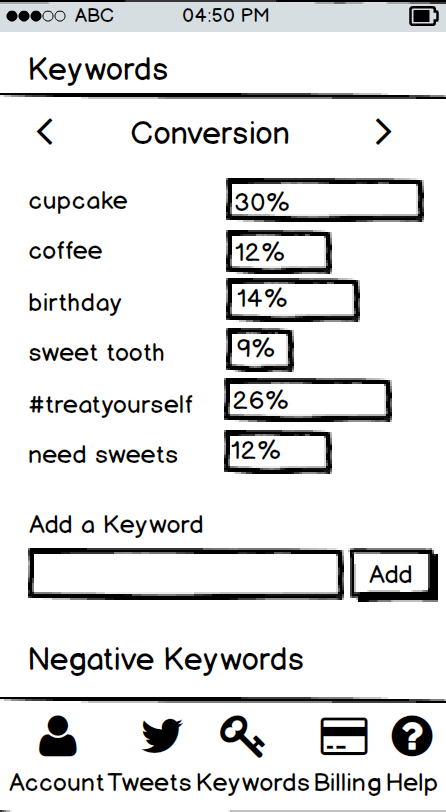 ABC 04:50 PM
Keywords
Conversion
cupcake 30%
coffee 12%
birthday 14%
sweet tooth 9%
#treatyourself 26%
need sweets 12%
Add a Keyword
Add
Negative Keywords
Account Tweets Keywords Billing Help